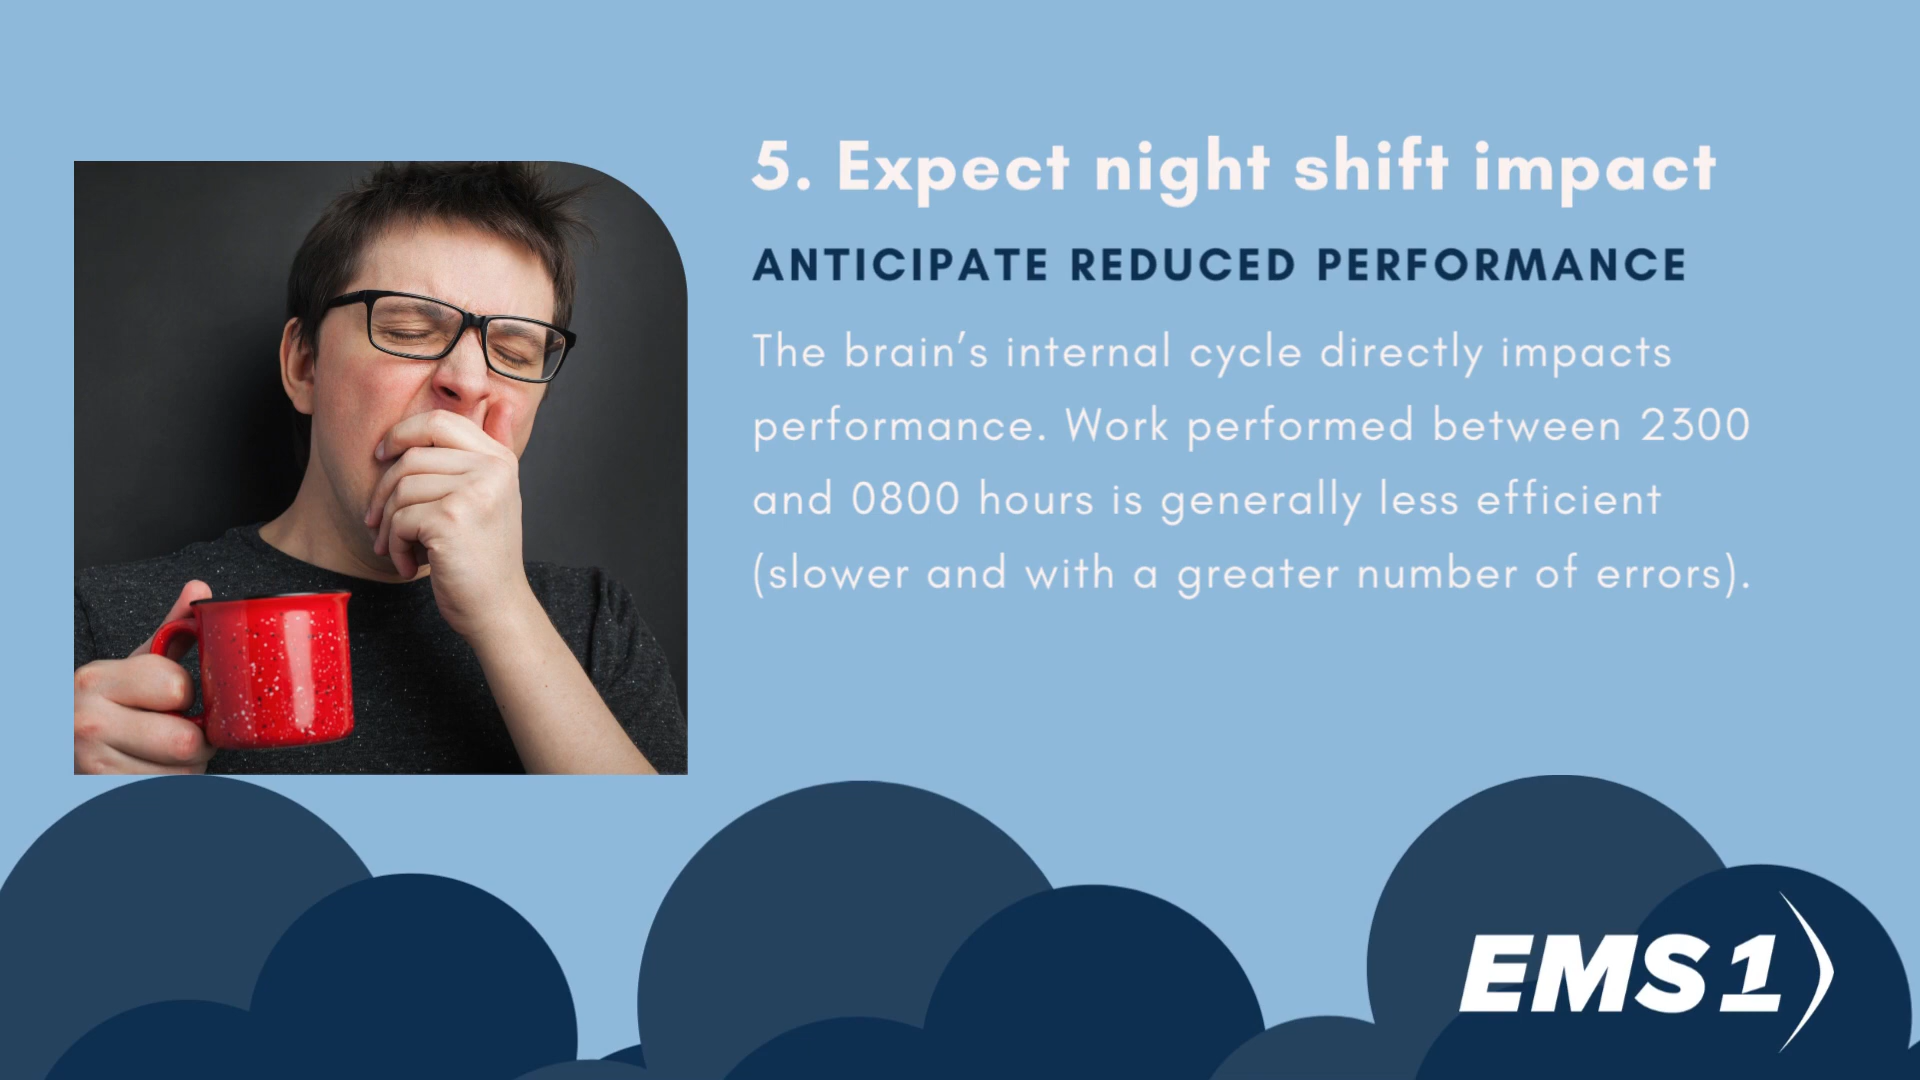 5. Expect night shift impact
ANTICIPATE REDUCED PERFORMANCE
The brain’s internal cycle directly impacts
performance. Work performed between 2300
and 0800 hours is generally less efficient
(slower and with a greater number of errors).
EMS1